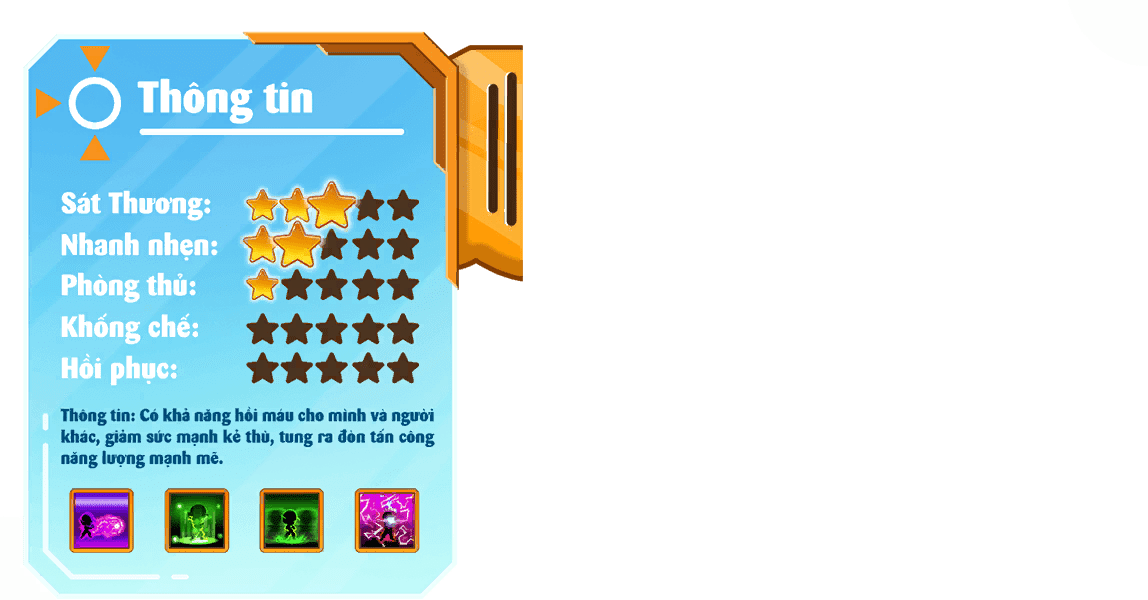 Thông tin
Sát Thương:
Nhanh nhẹn:
Phòng thủ:
Khống chế:
Hồi phục:
Thông tin: Có khả năng hồi máu cho mình và người
khác, giảm sức mạnh kẻ thù, tung ra đòn tấn công
năng lượng mạnh mẽ.